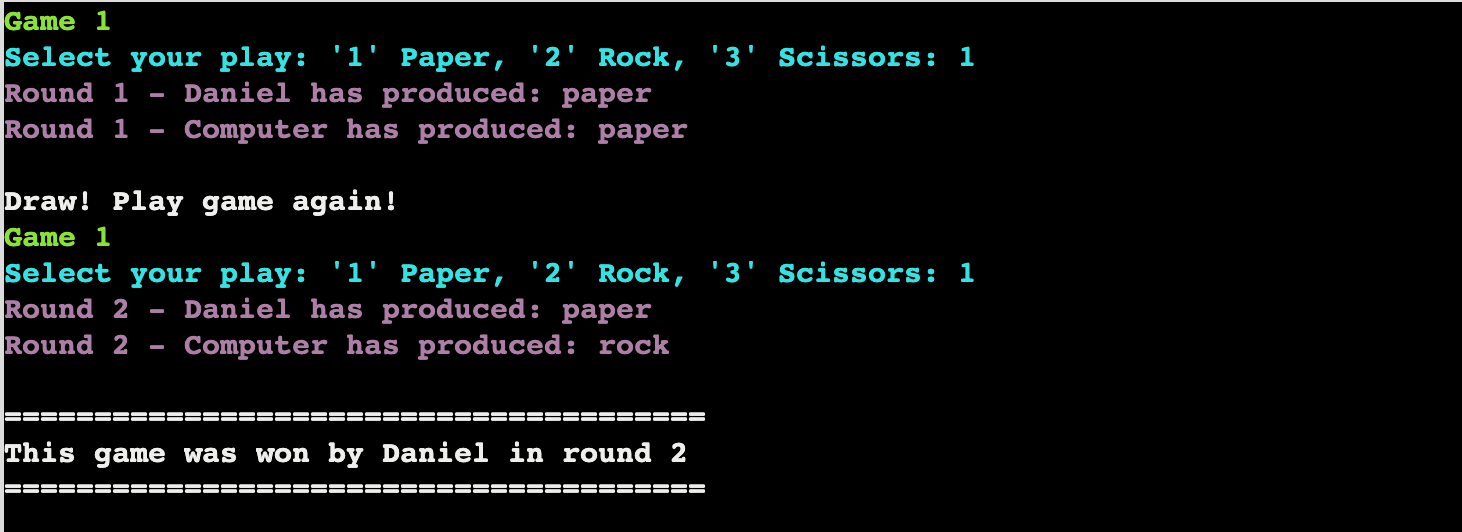 Game 1
Select your play: '1' Paper, '2' Rock, '3' Scissors: 1
Round 1 - Daniel has produced: paper
Round 1 - Computer has produced: paper
Draw! Play game again!
Game 1
Select your play: '1' Paper, '2' Rock, '3' Scissors: 1
Round 2 - Daniel has produced: paper
Round 2 - Computer has produced: rock
=======================================
This game was won by Daniel in round 2
=======================================